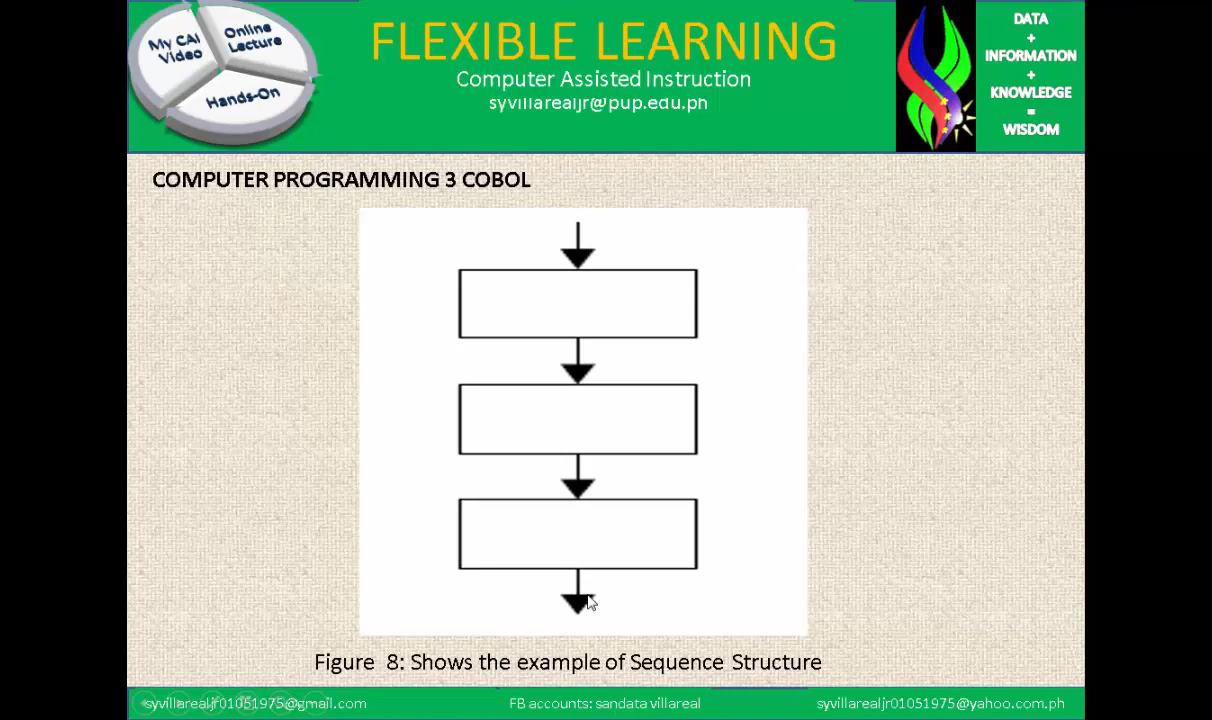 My CAI
Video
Online
Lecture
Hands-On
FLEXIBLE LEARNING
Computer Assisted Instruction
syvillarealjr@pup.edu.ph
DATA
+
INFORMATION
+
KNOWLEDGE
=
WISDOM
COMPUTER PROGRAMMING 3 COBOL
Figure 8: Shows the example of Sequence Structure
syvillarealjr01051975@gmail.com
FB accounts: sandata villareal
syvillarealjr01051975@yahoo.com.ph